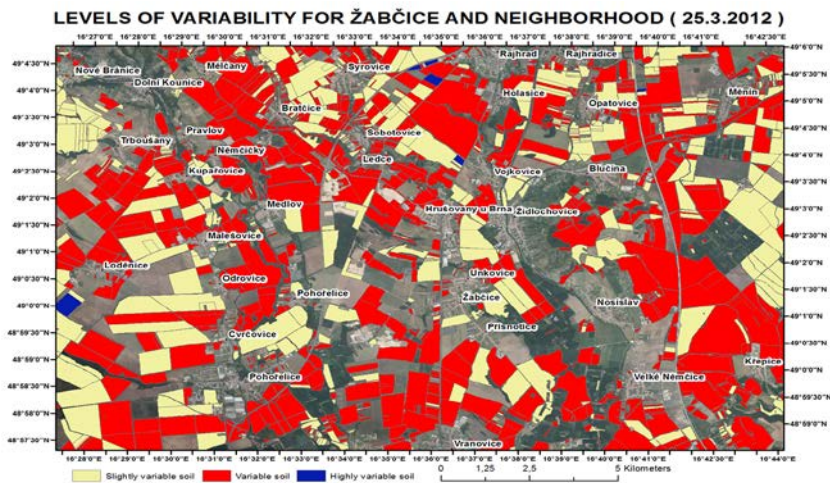 LEVELS OF VARIABILITY FOR ŽABČICE AND NEIGHBORHOOD ( 25.3.2012 )
16°27'0"E 16°28'0"E 16°29'0"E 16°30'0"E 16°31'0"E 16°32'0"E 16°33'0"E 16°34'0"E 16°35'0"E 16°36'0"E 16°37'0"E 16°38'0"E 16°39'0"E 16°40'0"E 16°41'0"E 16°42'30"E
49°4'30"N
49°4'0"N
49°3'30"N
49°3'0"N
49°2'30"N
49°2'0"N
49°1'30"N
49°1'0"N
49°0'30"N
49°0'0"N
48°59'30"N
48°59'0"N
48°58'30"N
48°58'0"N
48°57'30"N
Nové Bránice
Mělčany
Syrovice
Rajhrad
Rajhradice
Dolní Kounice
Holasice
Měnín
Bratčice
Opatovice
Pravlov
Sobotovice
Trboušany
Němčičky
Ledce
Kupařovice
Vojkovice
Blučina
Medlov
Hrušovany u Brna
Židlochovice
Malešovice
Loděnice
Odrovice
Unkovice
Pohořelice
Žabčice
Nosislav
Cvrčovice
Přísnotice
Křepice
Pohořelice
Velké Němčice
Vranovice
49°6'0"N
49°5'30"N
49°5'0"N
49°4'30"N
49°4'0"N
49°3'30"N
49°3'0"N
49°2'30"N
49°2'0"N
49°1'30"N
49°1'0"N
49°0'30"N
49°0'0"N
48°59'30"N
48°59'0"N
16°28'0"E 16°29'0"E 16°30'0"E 16°31'0"E 16°32'0"E 16°33'0"E 16°34'0"E 16°35'0"E 16°36'0"E 16°37'0"E 16°38'0"E 16°39'0"E 16°40'0"E 16°41'0"E 16°42'30"E 16°44'0"E
Slightly variable soil Variable soil Highly variable soil
0 1,25 2,5 5 Kilometers